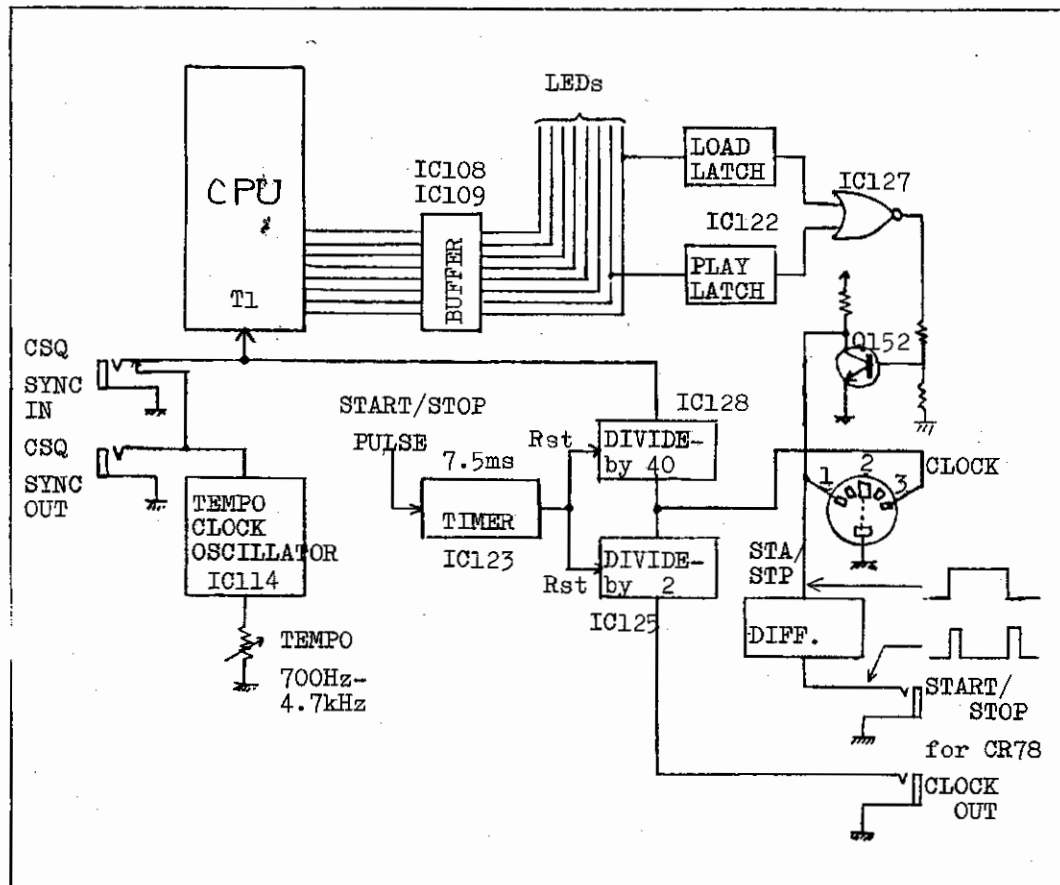 LEDs
LOAD
LATCH
IC108
IC109
IC127
CPU
IC122
BUFFER
PLAY
LATCH
T1
Q152
CSQ
SYNC
IN
START/STOP
PULSE
IC128
Rst
DIVIDE-
by 40
7.5ms
TIMER
IC123
CLOCK
1
2
3
CSQ
SYNC
OUT
TEMPO
CLOCK
OSCILLATOR
IC114
Rst
DIVIDE-
by 2
IC125
STA/
STP
DIFF.
TEMPO
700Hz-
4.7kHz
START/
STOP
for CR78
CLOCK
OUT